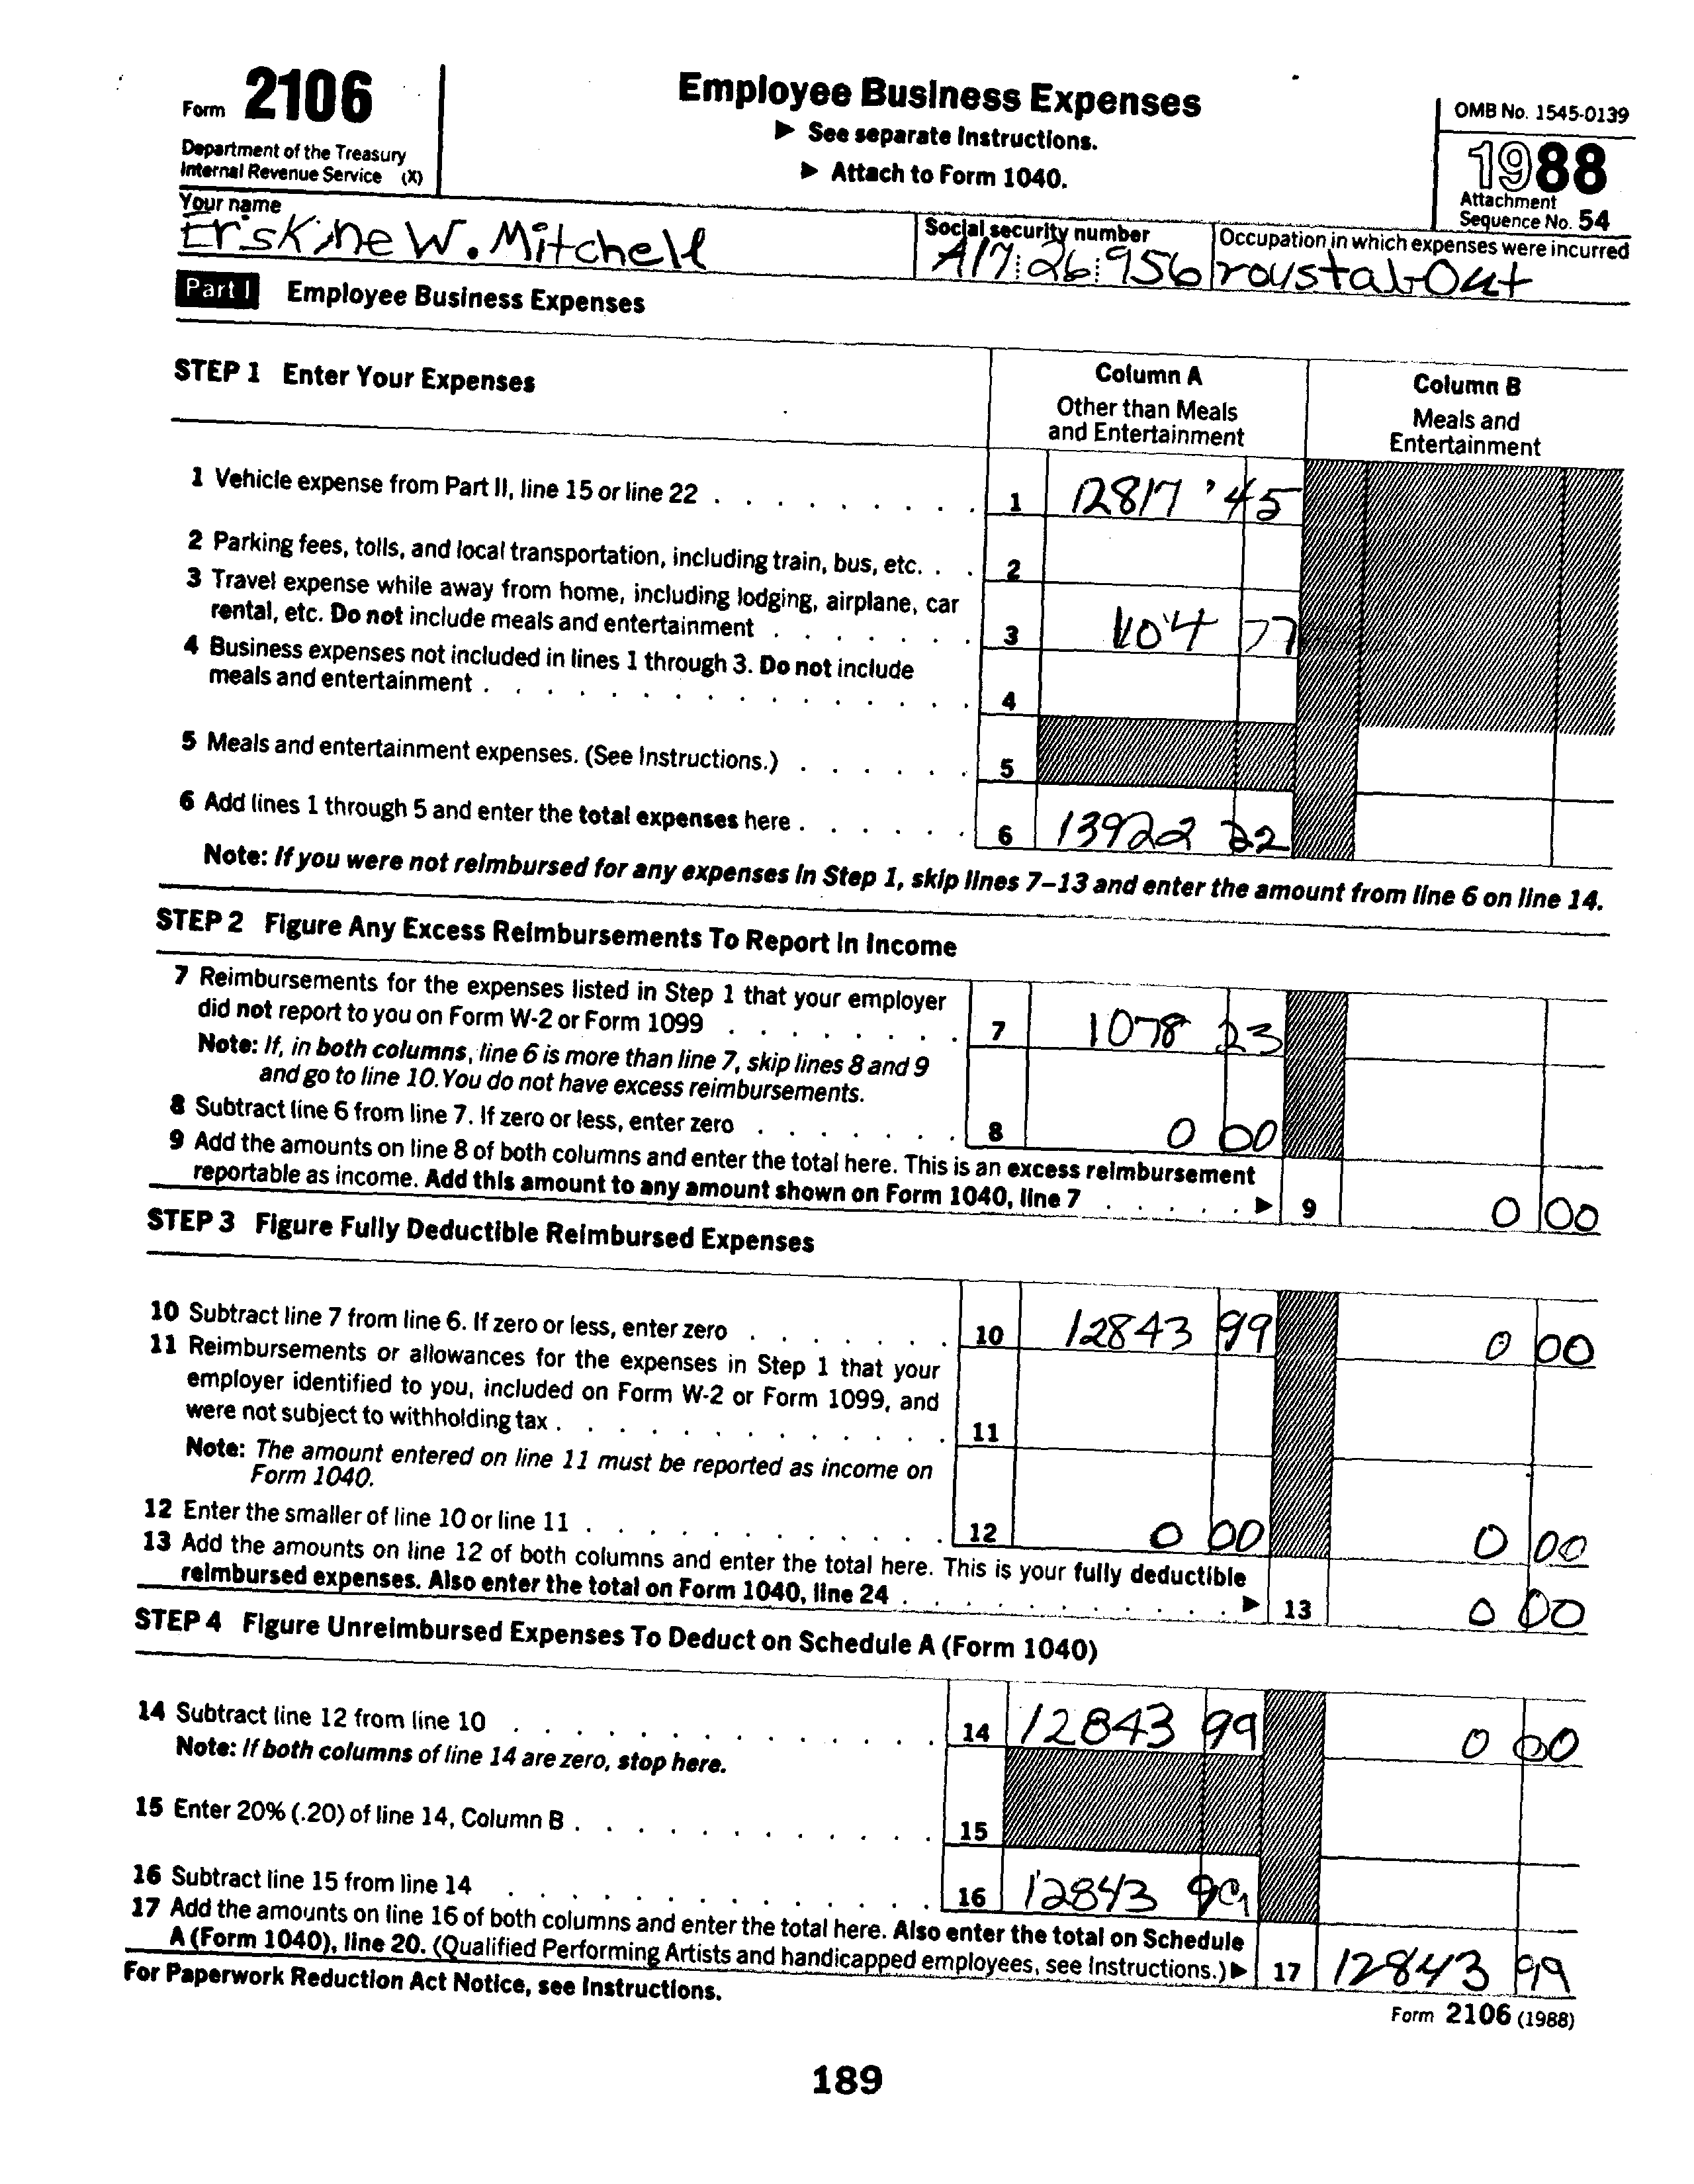 Form 2106
Department of the Treasury
Internal Revenue Service (X)
Employee Business Expenses
▶ See separate Instructions.
▶ Attach to Form 1040.
OMB No. 1545-0139
1988
Attachment
Sequence No. 54
Your name
Erskine W. Mitchell
Social security number
A17:26:956
Occupation in which expenses were incurred
roustabout
Part I Employee Business Expenses
STEP 1 Enter Your Expenses
Column A
Other than Meals
and Entertainment
Column B
Meals and
Entertainment
1 Vehicle expense from Part II, line 15 or line 22 . . . . . . . . . 1 12817 45
2 Parking fees, tolls, and local transportation, including train, bus, etc. . . 2
3 Travel expense while away from home, including lodging, airplane, car
rental, etc. Do not include meals and entertainment . . . . . . . 3 1104 77
4 Business expenses not included in lines 1 through 3. Do not include
meals and entertainment . . . . . . . . . . . . . . . 4
5 Meals and entertainment expenses. (See Instructions.) . . . . . . 5
6 Add lines 1 through 5 and enter the total expenses here . . . . . . 6 13922 22
Note: If you were not reimbursed for any expenses in Step 1, skip lines 7–13 and enter the amount from line 6 on line 14.
STEP 2 Figure Any Excess Reimbursements To Report In Income
7 Reimbursements for the expenses listed in Step 1 that your employer
did not report to you on Form W-2 or Form 1099 . . . . . . . . 7 1078 23
Note: If, in both columns, line 6 is more than line 7, skip lines 8 and 9
and go to line 10. You do not have excess reimbursements.
8 Subtract line 6 from line 7. If zero or less, enter zero . . . . . . . 8 0 00
9 Add the amounts on line 8 of both columns and enter the total here. This is an excess reimbursement
reportable as income. Add this amount to any amount shown on Form 1040, line 7 . . . . . ▶ 9 0 00
STEP 3 Figure Fully Deductible Reimbursed Expenses
10 Subtract line 7 from line 6. If zero or less, enter zero . . . . . . . 10 12843 99 0 00
11 Reimbursements or allowances for the expenses in Step 1 that your
employer identified to you, included on Form W-2 or Form 1099, and
were not subject to withholding tax . . . . . . . . . . . . . 11
Note: The amount entered on line 11 must be reported as income on
Form 1040.
12 Enter the smaller of line 10 or line 11 . . . . . . . . . . . . 12 0 00 0 00
13 Add the amounts on line 12 of both columns and enter the total here. This is your fully deductible
reimbursed expenses. Also enter the total on Form 1040, line 24 . . . . . . . . . . . ▶ 13 0 00
STEP 4 Figure Unreimbursed Expenses To Deduct on Schedule A (Form 1040)
14 Subtract line 12 from line 10 . . . . . . . . . . . . . . 14 12843 99 0 00
Note: If both columns of line 14 are zero, stop here.
15 Enter 20% (.20) of line 14, Column B . . . . . . . . . . . . 15
16 Subtract line 15 from line 14 . . . . . . . . . . . . . . 16 12843 99
17 Add the amounts on line 16 of both columns and enter the total here. Also enter the total on Schedule
A (Form 1040), line 20. (Qualified Performing Artists and handicapped employees, see Instructions.) ▶ 17 12843 99
For Paperwork Reduction Act Notice, see Instructions.
Form 2106 (1988)
189